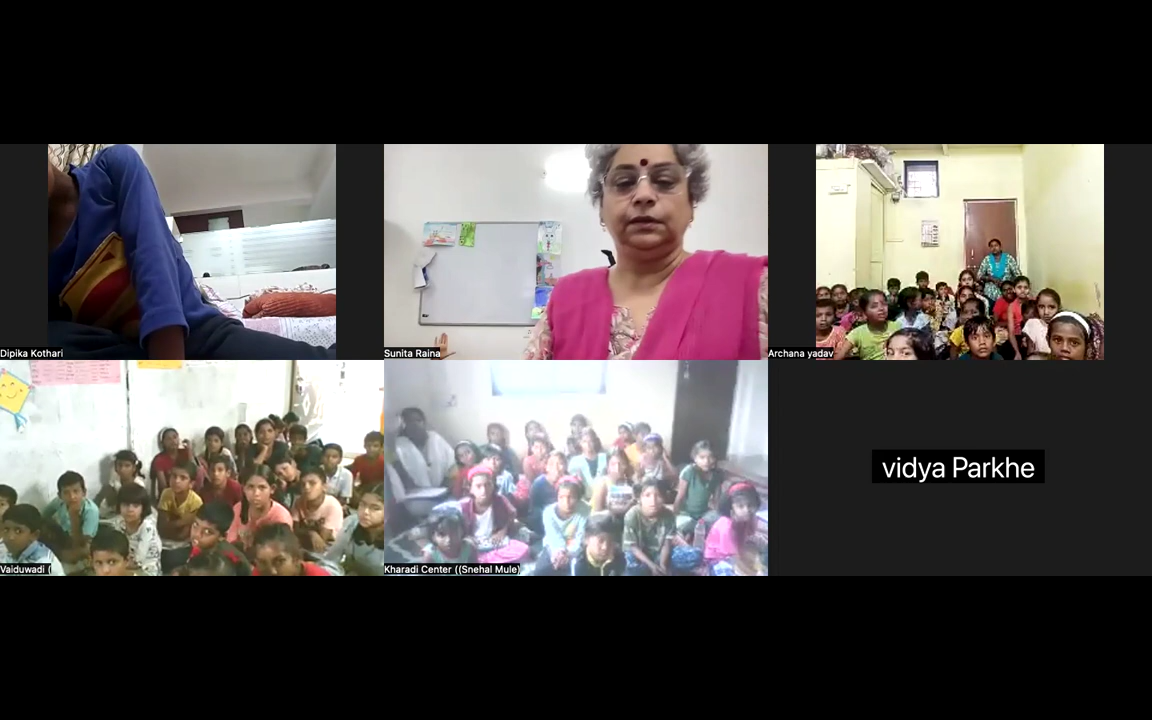 Dipika Kothari
Sunita Raina
Archana yadav
Vaiduwadi (
Kharadi Center ((Snehal Mule)
vidya Parkhe